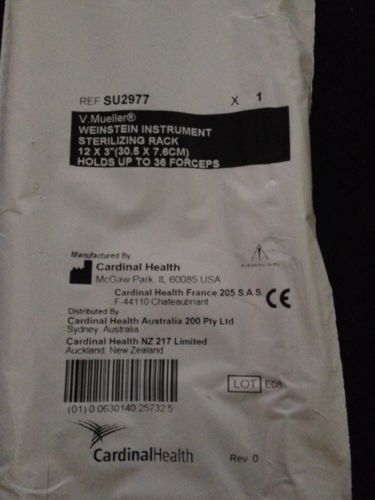 REF SU2977 X 1
V.Mueller®
WEINSTEIN INSTRUMENT
STERILIZING RACK
12 X 3"(30.5 X 7.6CM)
HOLDS UP TO 36 FORCEPS
Manufactured By
Cardinal Health
McGaw Park, IL 60085 USA
Cardinal Health France 205 S.A.S.
F-44110 Chateaubriant
CE
Distributed By
Cardinal Health Australia 200 Pty Ltd
Sydney, Australia
Cardinal Health NZ 217 Limited
Auckland, New Zealand
LOT E08
(01) 0 0630140 25732 5
CardinalHealth
Rev 0